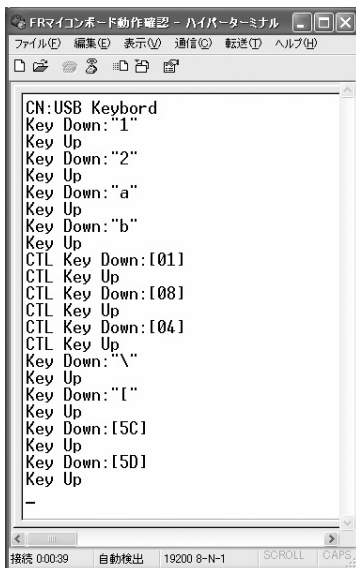 FRマイコンボード動作確認 - ハイパーターミナル
ファイル(F) 編集(E) 表示(V) 通信(C) 転送(T) ヘルプ(H)
CN:USB Keybord
Key Down:"1"
Key Up
Key Down:"2"
Key Up
Key Down:"a"
Key Up
Key Down:"b"
Key Up
CTL Key Down:[01]
CTL Key Up
CTL Key Down:[08]
CTL Key Up
CTL Key Down:[04]
CTL Key Up
Key Down:"\"
Key Up
Key Down:"["
Key Up
Key Down:[5C]
Key Up
Key Down:[5D]
Key Up
_
接続 0:00:39 自動検出 19200 8-N-1 SCROLL CAPS